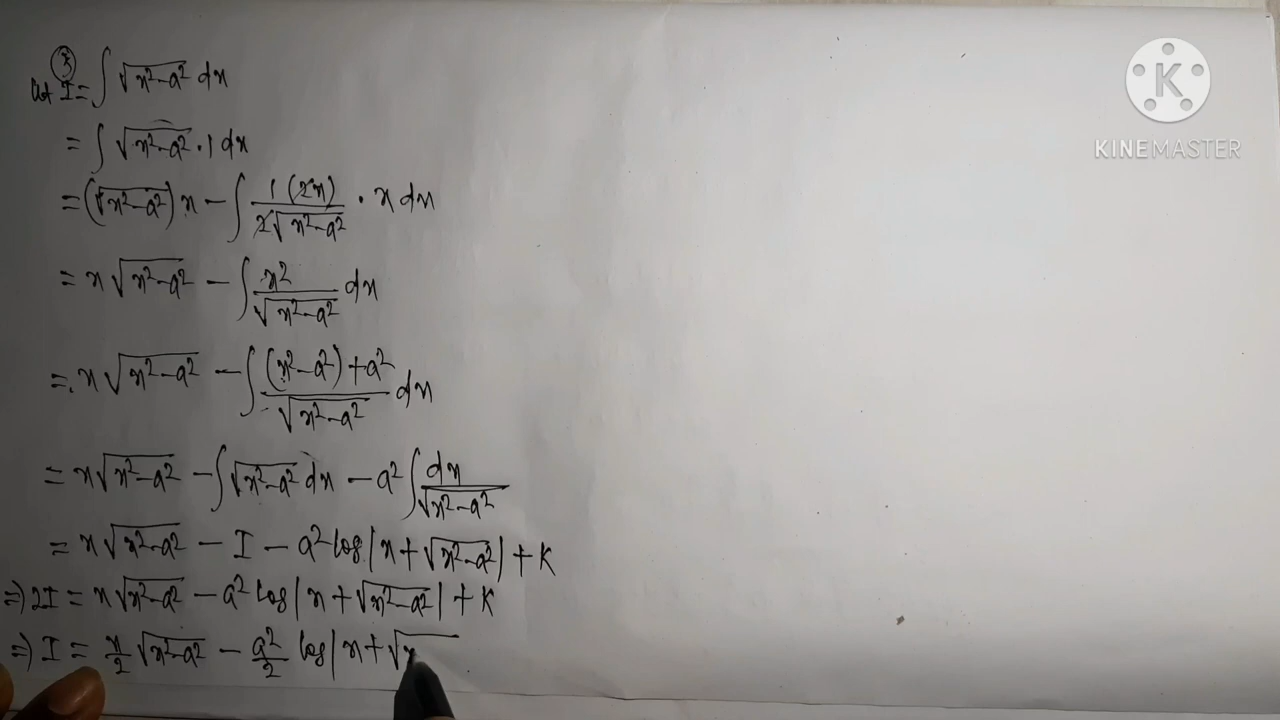 ③
Let I = ∫ √(x²-a²) dx
= ∫ √(x²-a²) · 1 dx
= (√(x²-a²)) x - ∫ 1(2x)/(2√(x²-a²)) · x dx
= x √(x²-a²) - ∫ x²/√(x²-a²) dx
= x √(x²-a²) - ∫ ((x²-a²)+a²)/√(x²-a²) dx
= x √(x²-a²) - ∫ √(x²-a²) dx - a² ∫ dx/√(x²-a²)
= x √(x²-a²) - I - a² log|x + √(x²-a²)| + K
⇒ 2I = x √(x²-a²) - a² log|x + √(x²-a²)| + K
⇒ I = x/2 √(x²-a²) - a²/2 log|x + √x
K
KINEMASTER